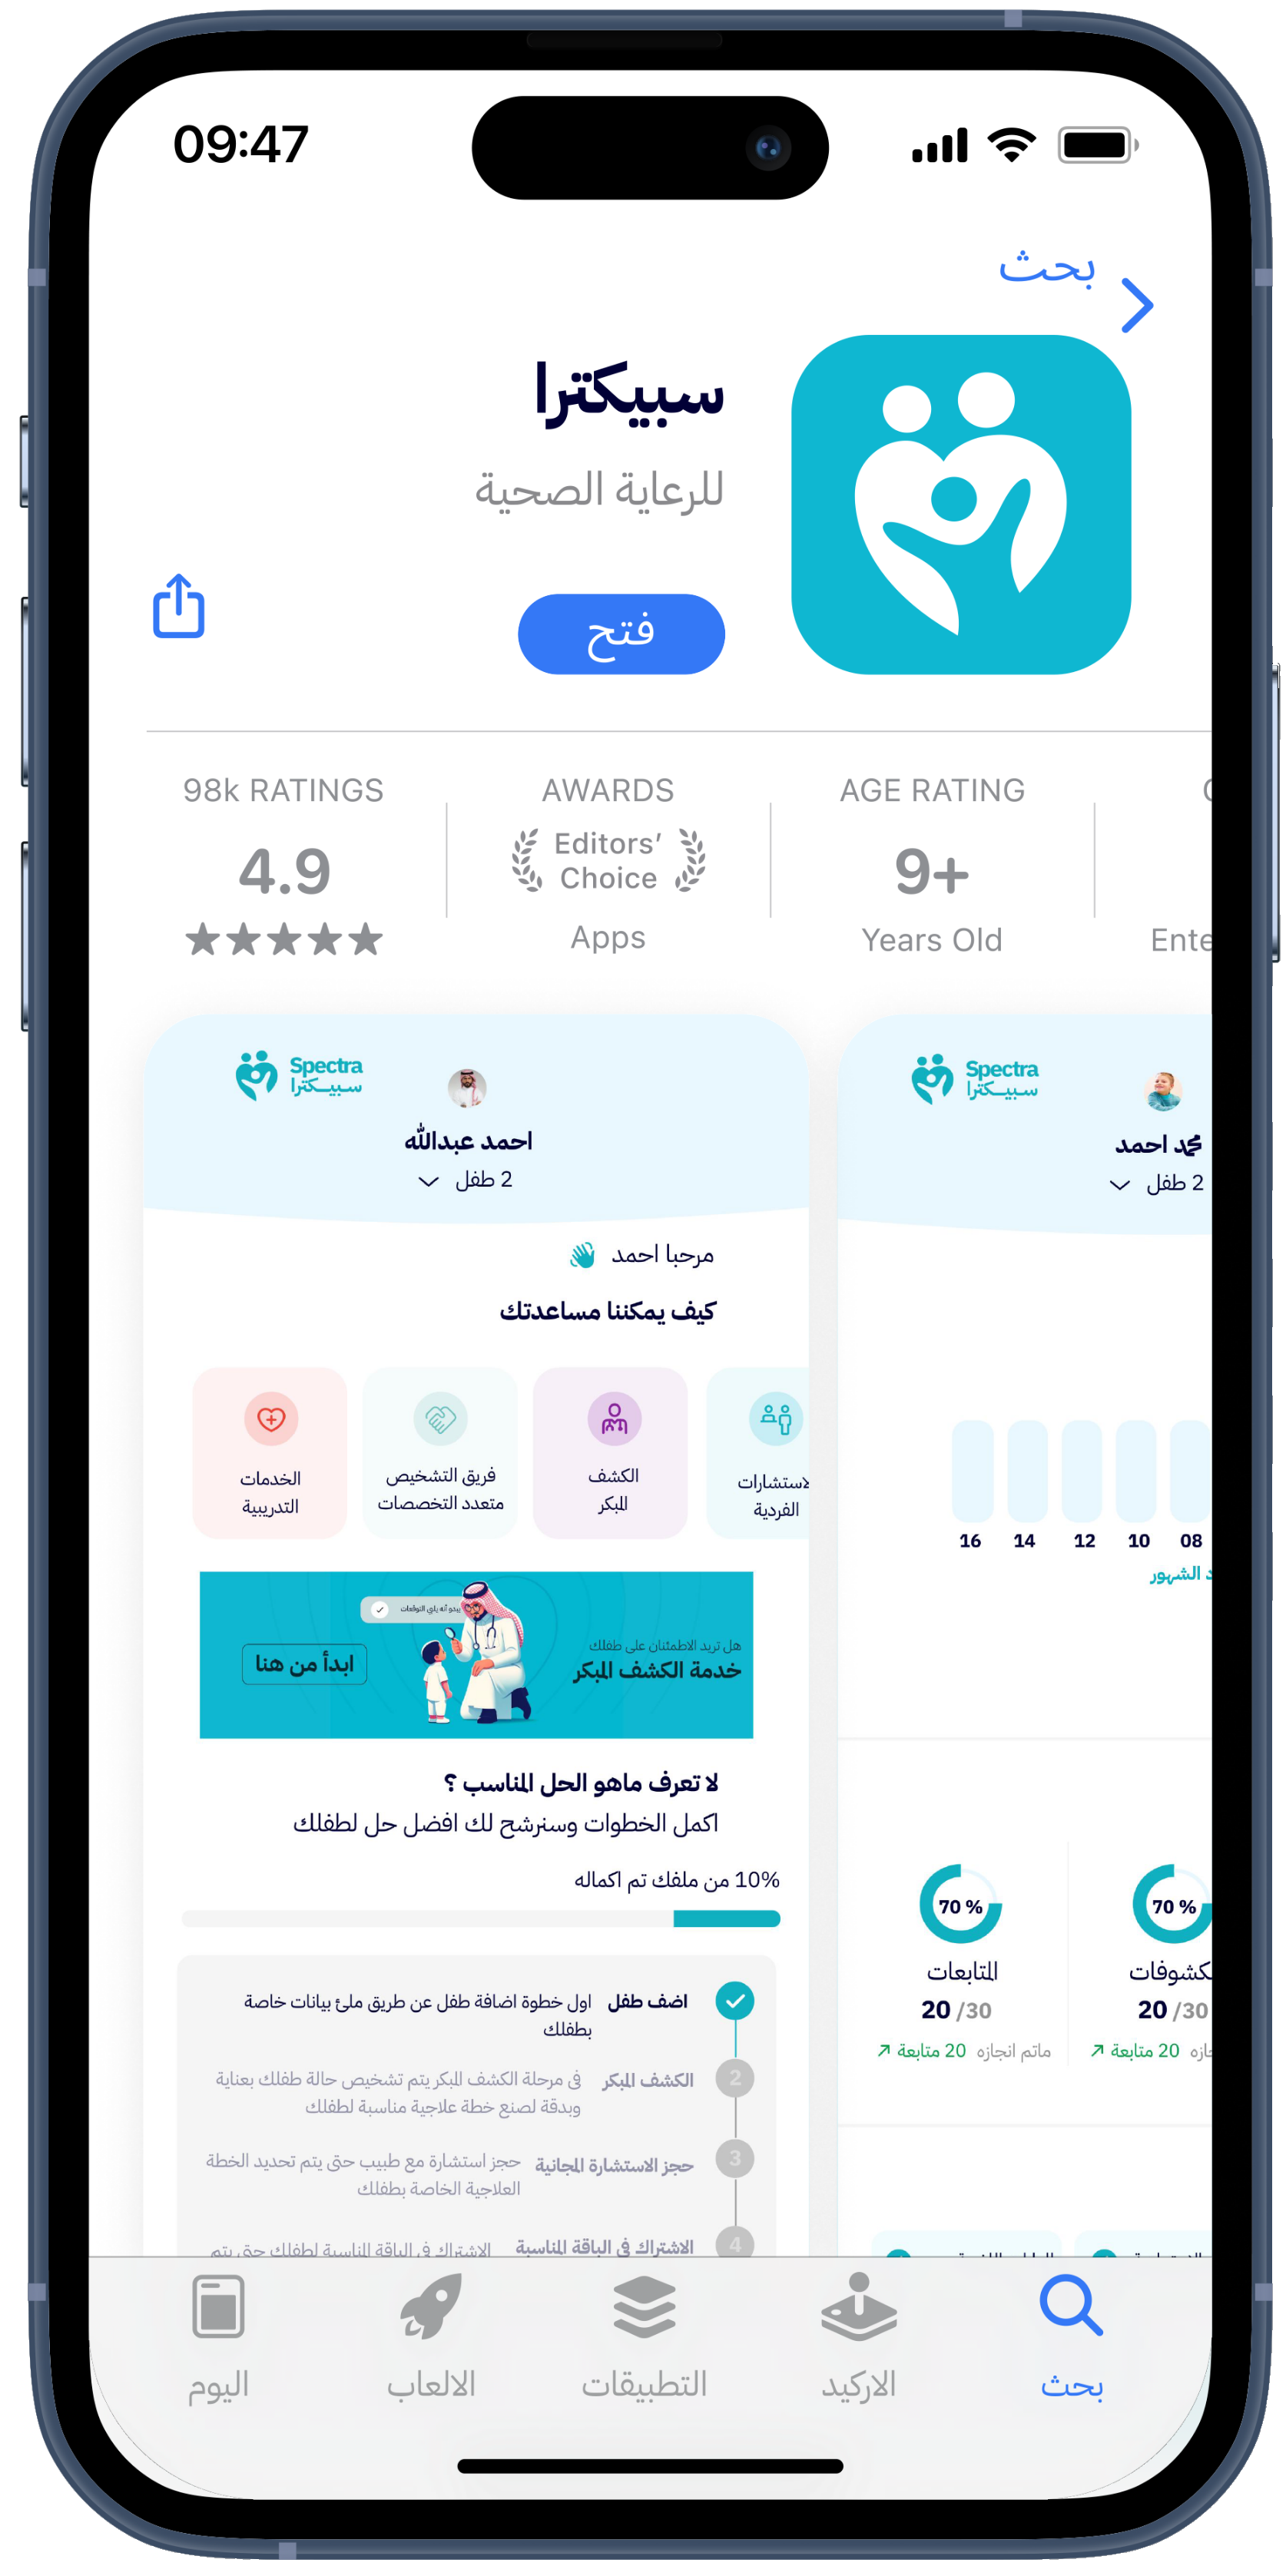 09:47
بحث
سبيكترا
للرعاية الصحية
فتح
98k RATINGS
4.9
AWARDS
Editors’
Choice
Apps
AGE RATING
9+
Years Old
Spectra
سبيـكترا
احمد عبدالله
2 طفل
مرحبا احمد
كيف يمكننا مساعدتك
الاستشارات
الفردية
الكشف
المبكر
فريق التشخيص
متعدد التخصصات
الخدمات
التدريبية
هل تريد الاطمئنان على طفلك
خدمة الكشف المبكر
يبدو أنه يلبي التوقعات
ابدأ من هنا
لا تعرف ماهو الحل المناسب ؟
اكمل الخطوات وسنرشح لك افضل حل لطفلك
10% من ملفك تم اكماله
اضف طفل
اول خطوة اضافة طفل عن طريق ملئ بيانات خاصة
بطفلك
2
الكشف المبكر
في مرحلة الكشف المبكر يتم تشخيص حالة طفلك بعناية
وبدقة لصنع خطة علاجية مناسبة لطفلك
3
حجز الاستشارة المجانية
حجز استشارة مع طبيب حتى يتم تحديد الخطة
العلاجية الخاصة بطفلك
4
الاشتراك في الباقة المناسبة
الاشتراك في الباقة المناسبة لطفلك حتى يتم
Spectra
سبيـكترا
محمد احمد
2 طفل
16 14 12 10 08
الشهور
70 %
70 %
المتابعات
20 /30
20 /30
ماتم انجازه 20 متابعة
20 متابعة
بحث
الاركيد
التطبيقات
الالعاب
اليوم